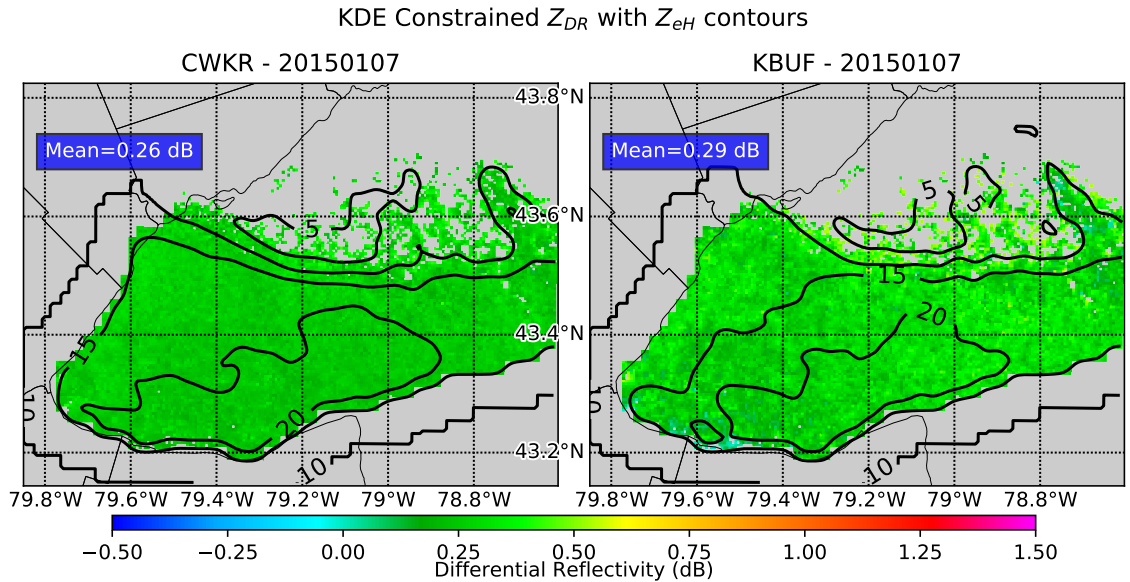 KDE Constrained Z_DR with Z_eH contours
CWKR - 20150107
KBUF - 20150107
43.8°N
Mean=0.26 dB
Mean=0.29 dB
5
5
5
43.6°N
15
15
20
43.4°N
20
10
10
43.2°N
79.8°W 79.6°W 79.4°W 79.2°W 79°W 78.8°W
79.8°W 79.6°W 79.4°W 79.2°W 79°W 78.8°W
−0.50 −0.25 0.00 0.25 0.50 0.75 1.00 1.25 1.50
Differential Reflectivity (dB)